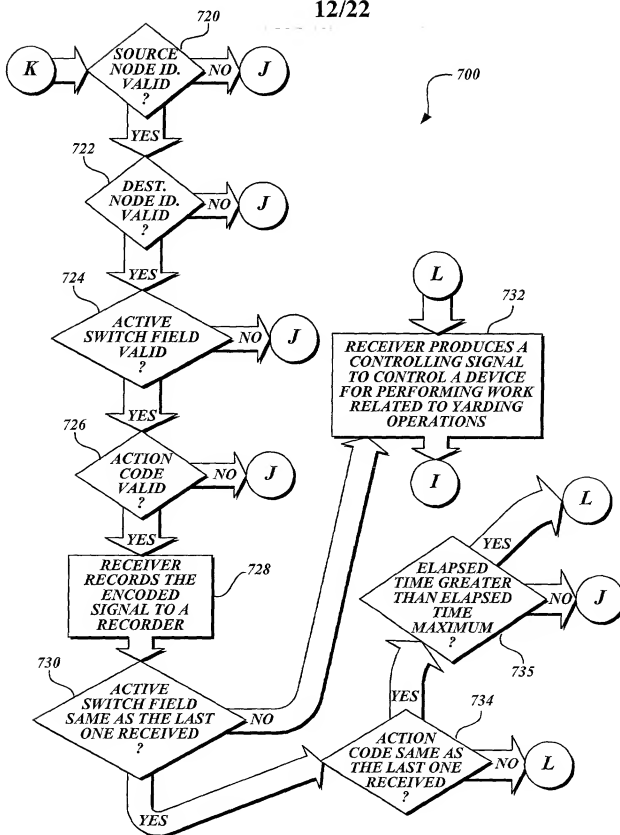 12/22
720
K
SOURCE
NODE ID.
VALID
?
NO
J
700
YES
722
DEST.
NODE ID.
VALID
?
NO
J
YES
724
ACTIVE
SWITCH FIELD
VALID
?
NO
J
YES
726
ACTION
CODE
VALID
?
NO
J
YES
RECEIVER
RECORDS THE
ENCODED
SIGNAL TO A
RECORDER
728
730
ACTIVE
SWITCH FIELD
SAME AS THE LAST
ONE RECEIVED
?
NO
YES
L
732
RECEIVER PRODUCES A
CONTROLLING SIGNAL
TO CONTROL A DEVICE
FOR PERFORMING WORK
RELATED TO YARDING
OPERATIONS
I
L
YES
ELAPSED
TIME GREATER
THAN ELAPSED
TIME
MAXIMUM
?
NO
J
735
YES
734
ACTION
CODE SAME AS
THE LAST ONE
RECEIVED
?
NO
L